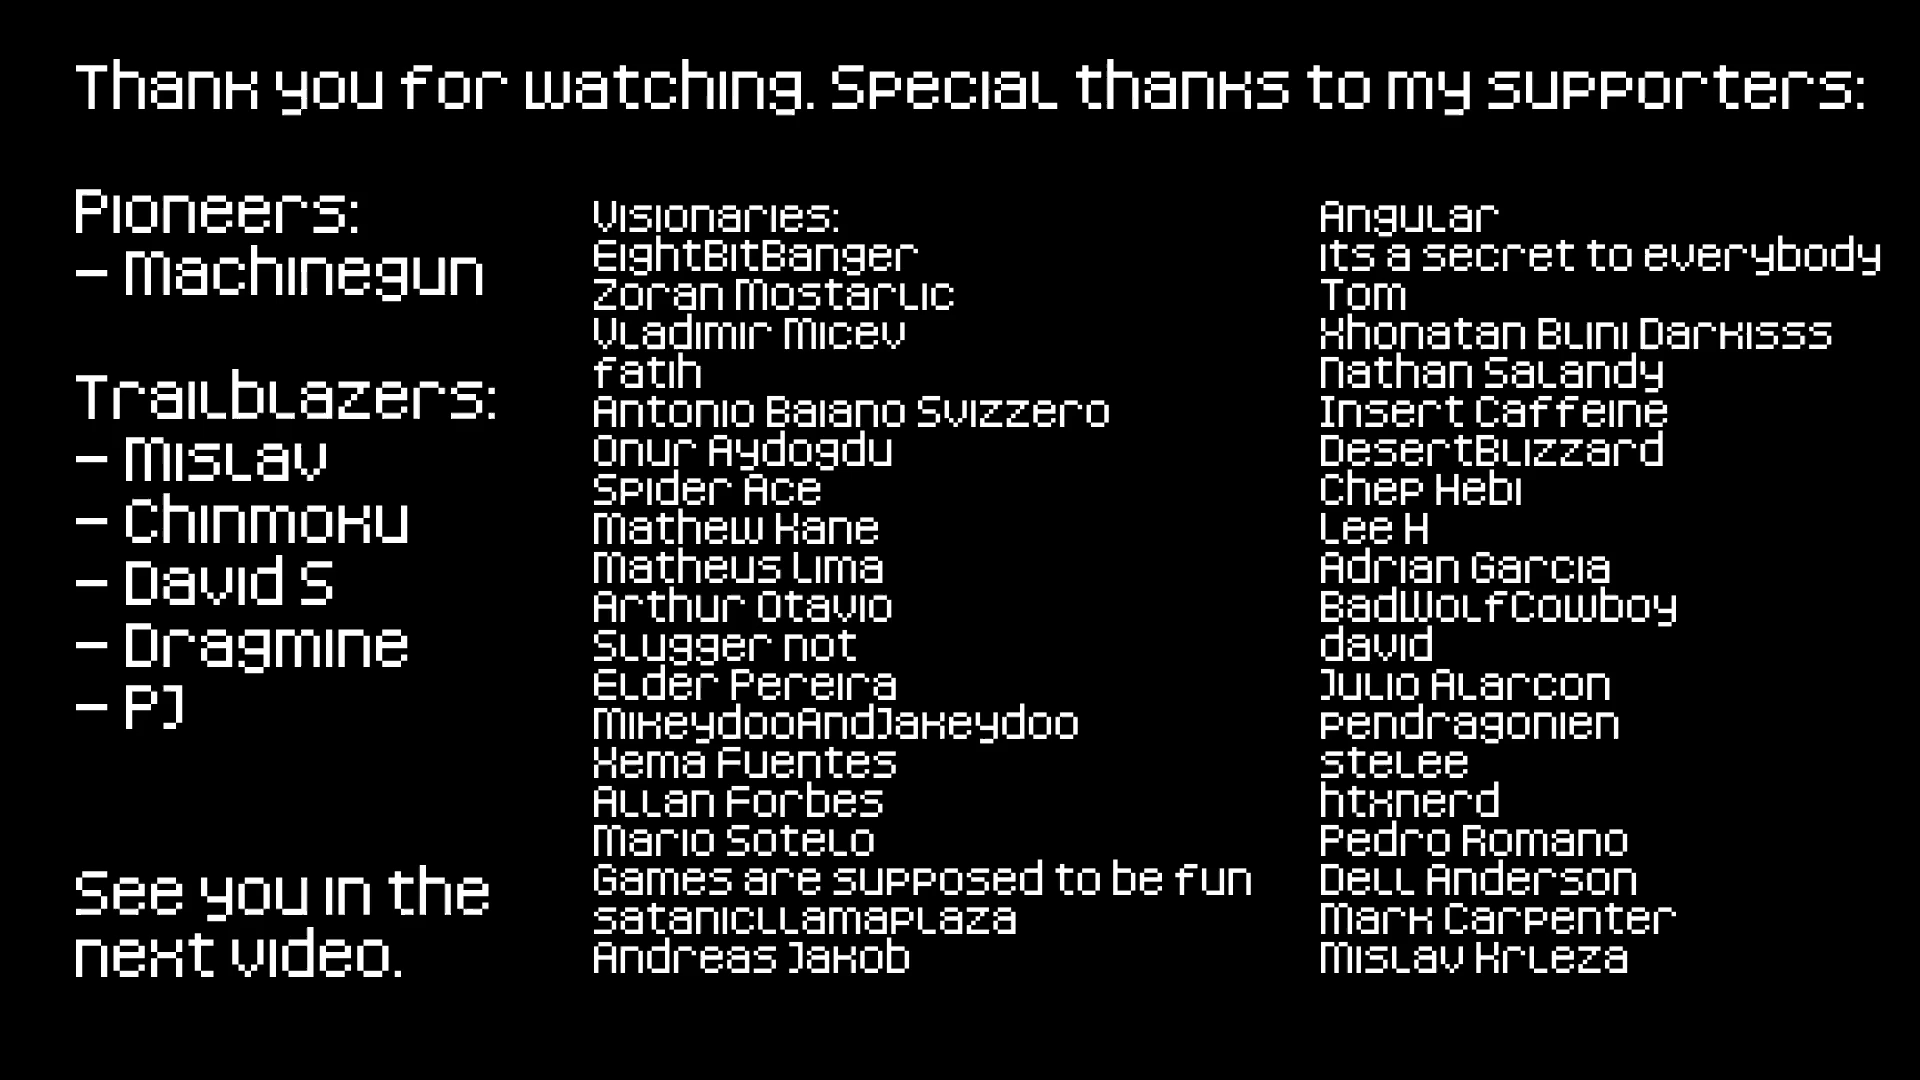 Thank you for watching. Special thanks to my supporters:
Pioneers:
- Machinegun
Trailblazers:
- Mislav
- Chinmoku
- David S
- Dragmine
- PJ
See you in the
next video.
Visionaries:
EightBitBanger
Zoran Mostarlic
Vladimir Micev
fatih
Antonio Baiano Svizzero
Onur Aydogdu
Spider Ace
Mathew Kane
Matheus Lima
Arthur Otavio
Slygger not
Elder Pereira
MikeydooAndJakeydoo
Xema Fuentes
Allan Forbes
Mario Sotelo
Games are supposed to be fun
satanicllamaplaza
Andreas Jakob
Angular
its a secret to everybody
Tom
Xhonatan Blini Darkisss
Nathan Salandy
Insert Caffeine
DesertBlizzard
Chep Hebi
Lee H
Adrian Garcia
BadWolfCowboy
david
Julio Alarcon
pendragonien
stelee
htxnerd
Pedro Romano
Dell Anderson
Mark Carpenter
Mislav Krleza